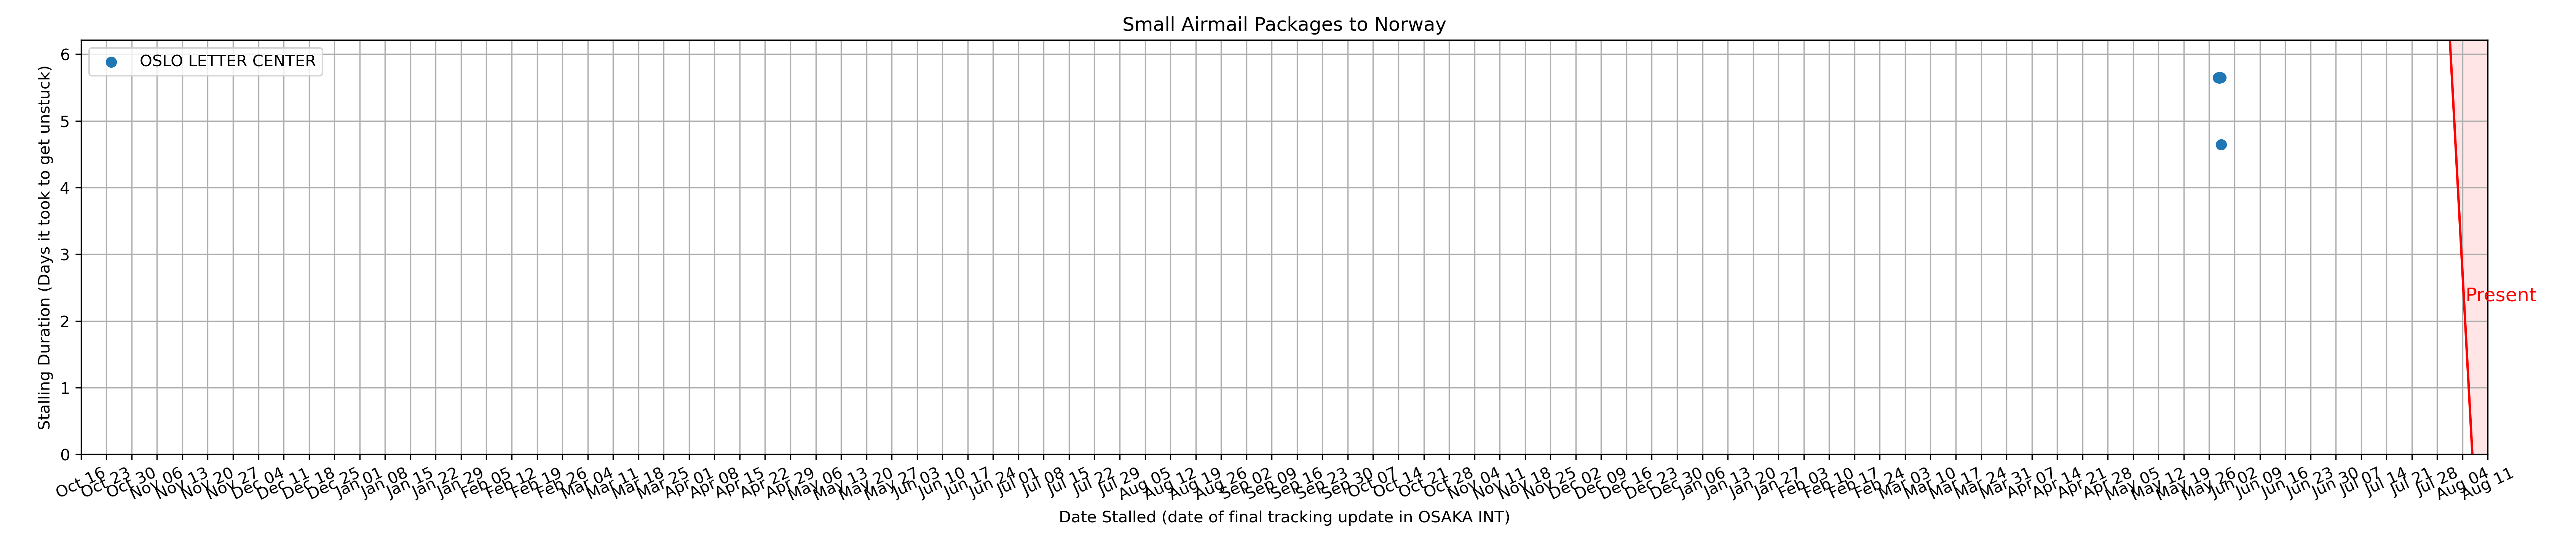 Small Airmail Packages to Norway
OSLO LETTER CENTER
Stalling Duration (Days it took to get unstuck)
6
5
4
3
2
1
0
Present
Oct 16
Oct 23
Oct 30
Nov 06
Nov 13
Nov 20
Nov 27
Dec 04
Dec 11
Dec 18
Dec 25
Jan 01
Jan 08
Jan 15
Jan 22
Jan 29
Feb 05
Feb 12
Feb 19
Feb 26
Mar 04
Mar 11
Mar 18
Mar 25
Apr 01
Apr 08
Apr 15
Apr 22
Apr 29
May 06
May 13
May 20
May 27
Jun 03
Jun 10
Jun 17
Jun 24
Jul 01
Jul 08
Jul 15
Jul 22
Jul 29
Aug 05
Aug 12
Aug 19
Aug 26
Sep 02
Sep 09
Sep 16
Sep 23
Sep 30
Oct 07
Oct 14
Oct 21
Oct 28
Nov 04
Nov 11
Nov 18
Nov 25
Dec 02
Dec 09
Dec 16
Dec 23
Dec 30
Jan 06
Jan 13
Jan 20
Jan 27
Feb 03
Feb 10
Feb 17
Feb 24
Mar 03
Mar 10
Mar 17
Mar 24
Mar 31
Apr 07
Apr 14
Apr 21
Apr 28
May 05
May 12
May 19
May 26
Jun 02
Jun 09
Jun 16
Jun 23
Jun 30
Jul 07
Jul 14
Jul 21
Jul 28
Aug 04
Aug 11
Date Stalled (date of final tracking update in OSAKA INT)